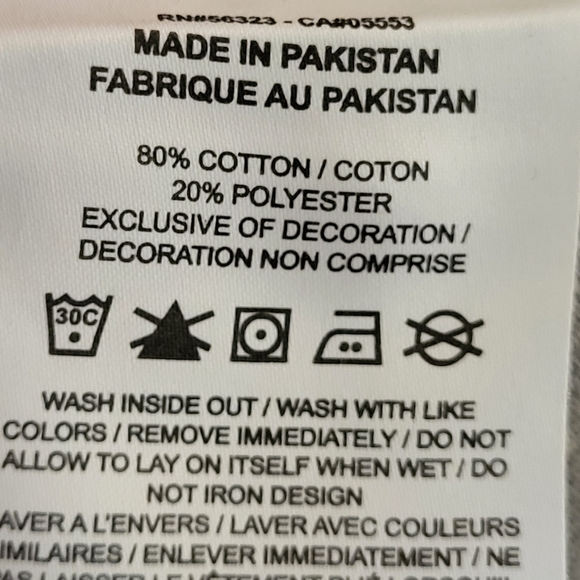 RN#56323 - CA#05553
MADE IN PAKISTAN
FABRIQUE AU PAKISTAN
80% COTTON / COTON
20% POLYESTER
EXCLUSIVE OF DECORATION /
DECORATION NON COMPRISE
30C
WASH INSIDE OUT / WASH WITH LIKE
COLORS / REMOVE IMMEDIATELY / DO NOT
ALLOW TO LAY ON ITSELF WHEN WET / DO
NOT IRON DESIGN
AVER A L'ENVERS / LAVER AVEC COULEURS
IMILAIRES / ENLEVER IMMEDIATEMENT / NE